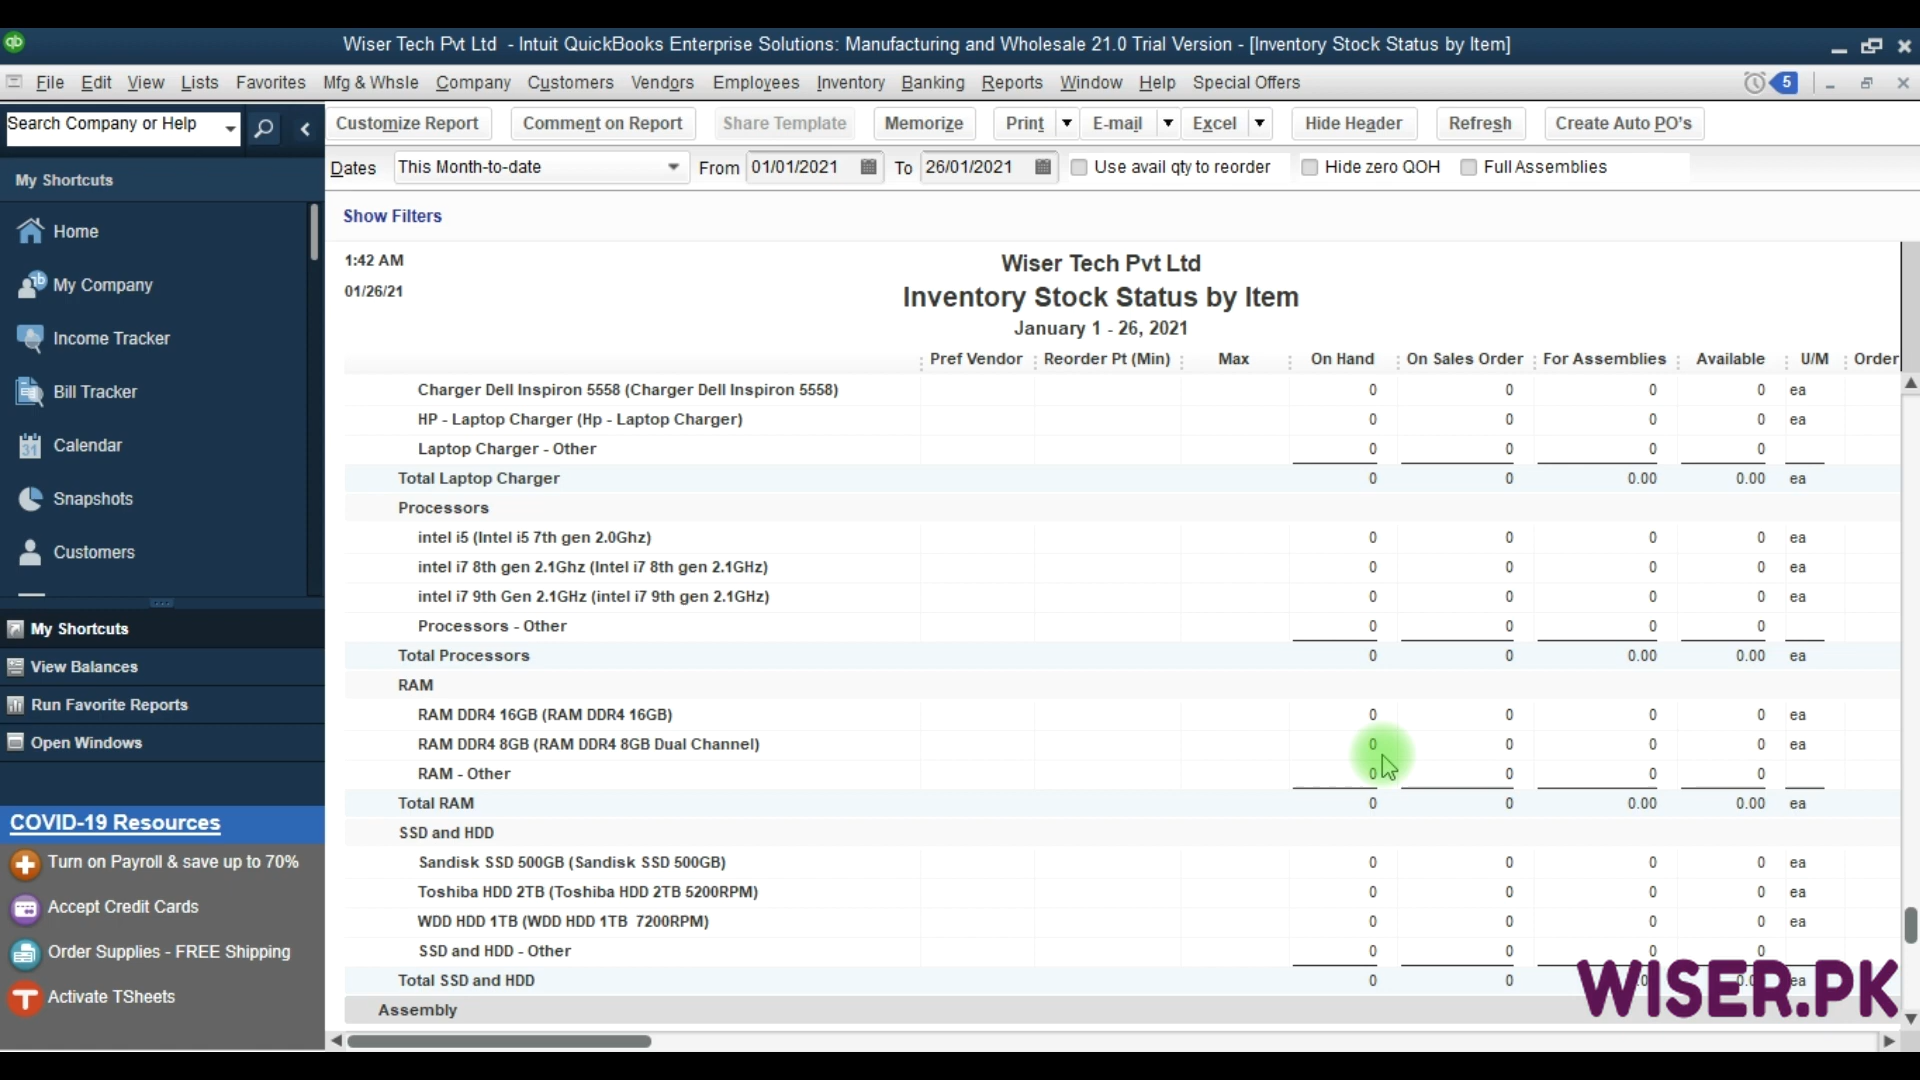 qb Wiser Tech Pvt Ltd - Intuit QuickBooks Enterprise Solutions: Manufacturing and Wholesale 21.0 Trial Version - [Inventory Stock Status by Item]
File Edit View Lists Favorites Mfg & Whsle Company Customers Vendors Employees Inventory Banking Reports Window Help Special Offers 5
Search Company or Help Customize Report Comment on Report Share Template Memorize Print E-mail Excel Hide Header Refresh Create Auto PO's
Dates This Month-to-date From 01/01/2021 To 26/01/2021 Use avail qty to reorder Hide zero QOH Full Assemblies
My Shortcuts
Home
My Company
Income Tracker
Bill Tracker
31 Calendar
Snapshots
Customers
My Shortcuts
View Balances
Run Favorite Reports
Open Windows
COVID-19 Resources
Turn on Payroll & save up to 70%
Accept Credit Cards
Order Supplies - FREE Shipping
T Activate TSheets
Show Filters
1:42 AM
01/26/21
Wiser Tech Pvt Ltd
Inventory Stock Status by Item
January 1 - 26, 2021
Pref Vendor Reorder Pt (Min) Max On Hand On Sales Order For Assemblies Available U/M Order
Charger Dell Inspiron 5558 (Charger Dell Inspiron 5558) 0 0 0 0 ea
HP - Laptop Charger (Hp - Laptop Charger) 0 0 0 0 ea
Laptop Charger - Other 0 0 0 0
Total Laptop Charger 0 0 0.00 0.00 ea
Processors
intel i5 (Intel i5 7th gen 2.0Ghz) 0 0 0 0 ea
intel i7 8th gen 2.1Ghz (Intel i7 8th gen 2.1GHz) 0 0 0 0 ea
intel i7 9th Gen 2.1GHz (intel i7 9th gen 2.1GHz) 0 0 0 0 ea
Processors - Other 0 0 0 0
Total Processors 0 0 0.00 0.00 ea
RAM
RAM DDR4 16GB (RAM DDR4 16GB) 0 0 0 0 ea
RAM DDR4 8GB (RAM DDR4 8GB Dual Channel) 0 0 0 0 ea
RAM - Other 0 0 0 0
Total RAM 0 0 0.00 0.00 ea
SSD and HDD
Sandisk SSD 500GB (Sandisk SSD 500GB) 0 0 0 0 ea
Toshiba HDD 2TB (Toshiba HDD 2TB 5200RPM) 0 0 0 0 ea
WDD HDD 1TB (WDD HDD 1TB 7200RPM) 0 0 0 0 ea
SSD and HDD - Other 0 0 0 0
Total SSD and HDD 0 0 ea
Assembly
WISER.PK